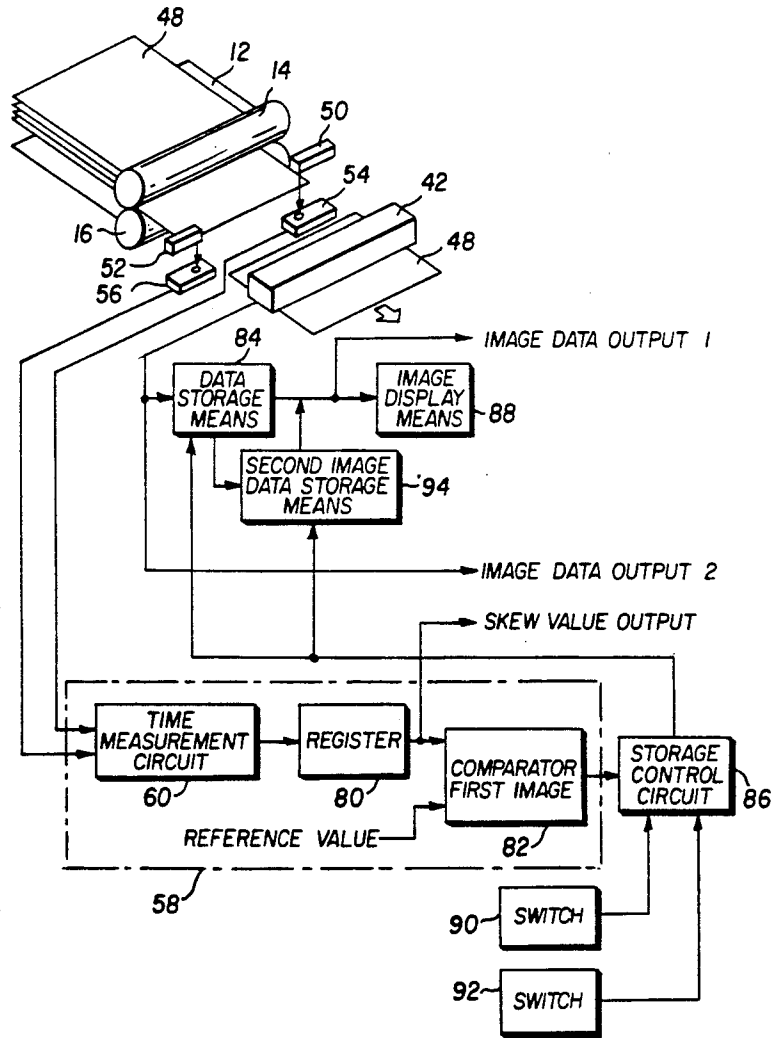 48
12
14
50
54
42
48
16
52
56
84
IMAGE DATA OUTPUT 1
DATA
STORAGE
MEANS
IMAGE
DISPLAY
MEANS
88
SECOND IMAGE
DATA STORAGE
MEANS
94
IMAGE DATA OUTPUT 2
SKEW VALUE OUTPUT
TIME
MEASUREMENT
CIRCUIT
60
REGISTER
80
COMPARATOR
FIRST IMAGE
82
STORAGE
CONTROL
CIRCUIT
86
REFERENCE VALUE
58
90
SWITCH
92
SWITCH